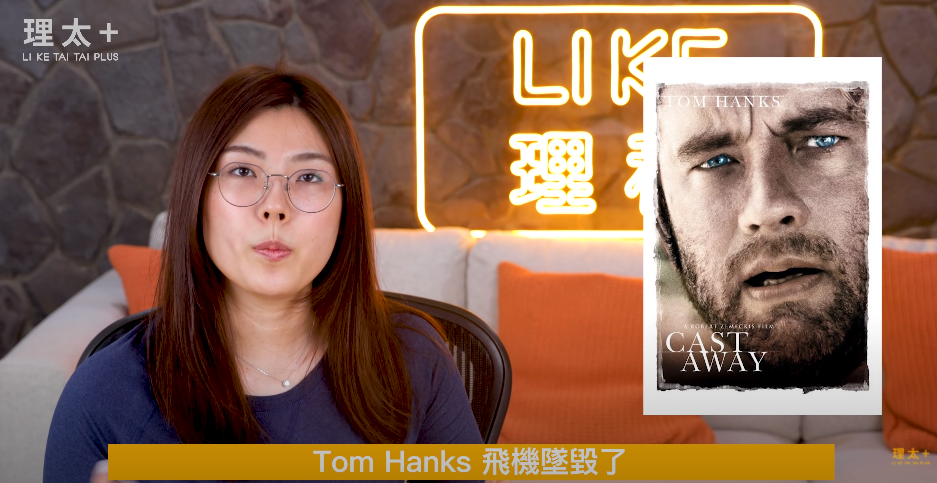 理太+
LI KE TAI TAI PLUS
LIKE
理
TOM HANKS
A ROBERT ZEMECKIS FILM
CAST
AWAY
Tom Hanks 飛機墜毀了
理太+